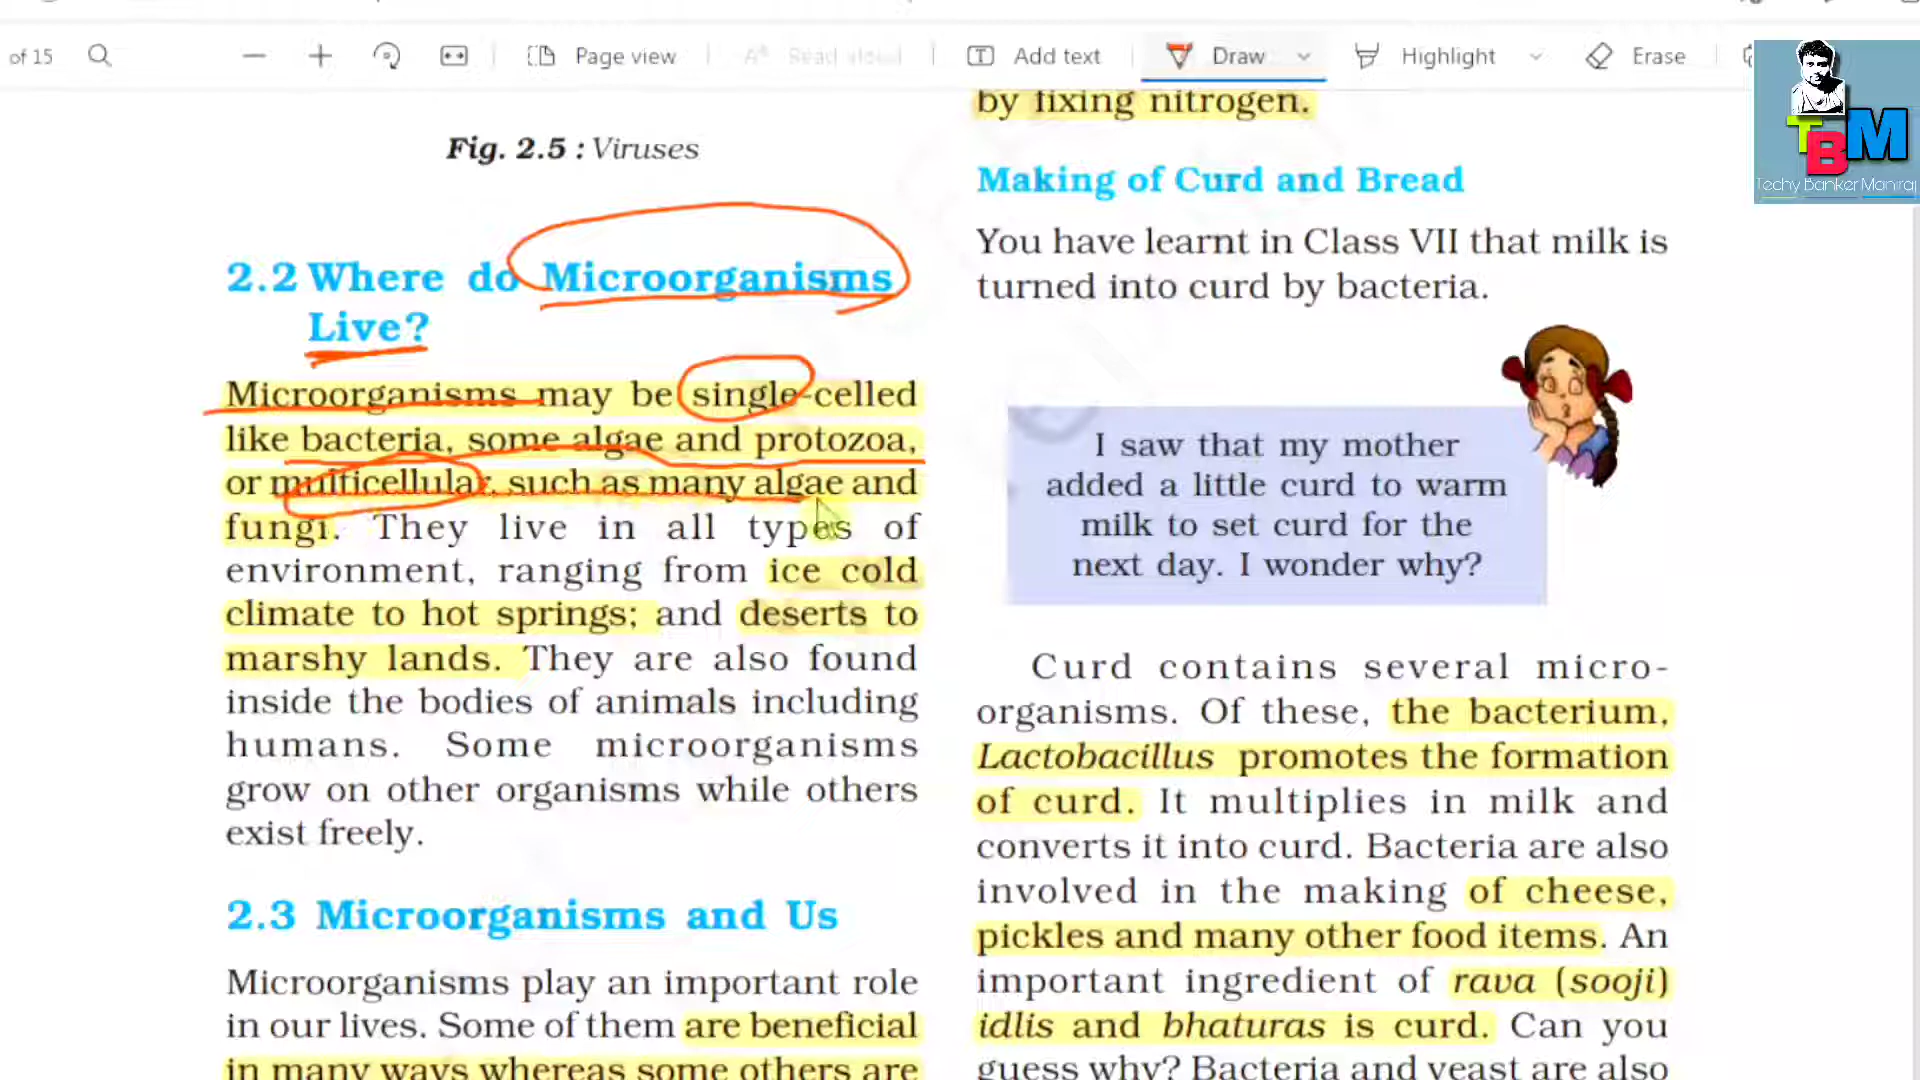 of 15
Page view
Read aloud
Add text
Draw
Highlight
Erase
TBM
Techy Banker Maniraj
Fig. 2.5 : Viruses
2.2 Where do Microorganisms
Live?
Microorganisms may be single-celled
like bacteria, some algae and protozoa,
or multicellular, such as many algae and
fungi. They live in all types of
environment, ranging from ice cold
climate to hot springs; and deserts to
marshy lands. They are also found
inside the bodies of animals including
humans. Some microorganisms
grow on other organisms while others
exist freely.
2.3 Microorganisms and Us
Microorganisms play an important role
in our lives. Some of them are beneficial
in many ways whereas some others are
by fixing nitrogen.
Making of Curd and Bread
You have learnt in Class VII that milk is
turned into curd by bacteria.
I saw that my mother
added a little curd to warm
milk to set curd for the
next day. I wonder why?
Curd contains several micro-
organisms. Of these, the bacterium,
Lactobacillus promotes the formation
of curd. It multiplies in milk and
converts it into curd. Bacteria are also
involved in the making of cheese,
pickles and many other food items. An
important ingredient of rava (sooji)
idlis and bhaturas is curd. Can you
guess why? Bacteria and yeast are also